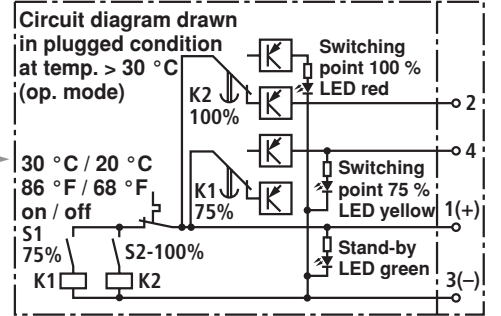 Circuit diagram drawn
in plugged condition
at temp. > 30 °C
(op. mode)
K2
100%
Switching
point 100 %
LED red
2
4
30 °C / 20 °C
86 °F / 68 °F
on / off
K1
75%
Switching
point 75 %
LED yellow
1(+)
S1
75%
S2-100%
Stand-by
LED green
K1
K2
3(–)